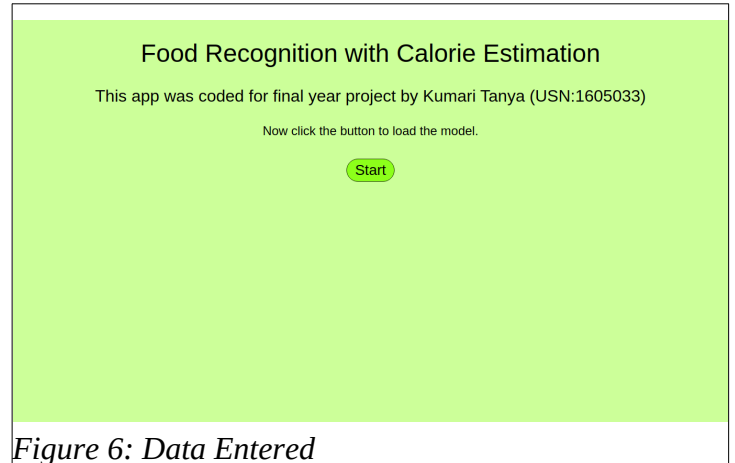 Food Recognition with Calorie Estimation
This app was coded for final year project by Kumari Tanya (USN:1605033)
Now click the button to load the model.
Start
Figure 6: Data Entered